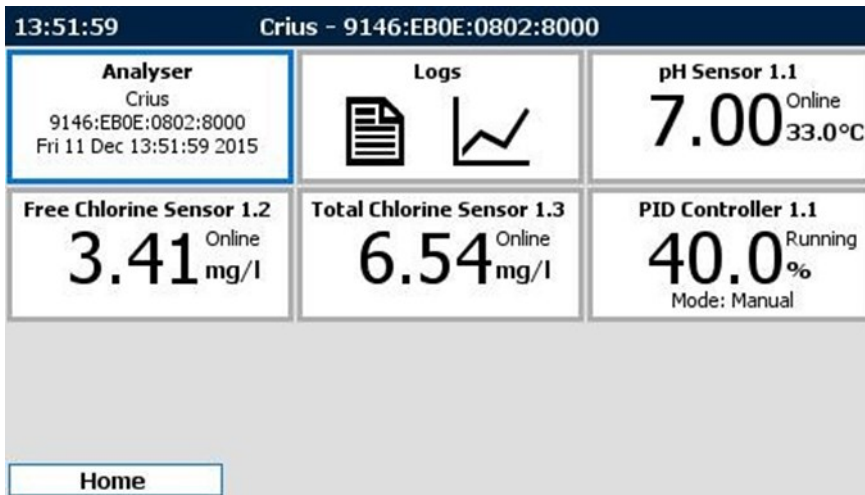 13:51:59 Crius - 9146:EB0E:0802:8000
Analyser
Crius
9146:EB0E:0802:8000
Fri 11 Dec 13:51:59 2015
Logs
pH Sensor 1.1
7.00 Online
33.0°C
Free Chlorine Sensor 1.2
3.41 Online
mg/l
Total Chlorine Sensor 1.3
6.54 Online
mg/l
PID Controller 1.1
40.0 Running
%
Mode: Manual
Home